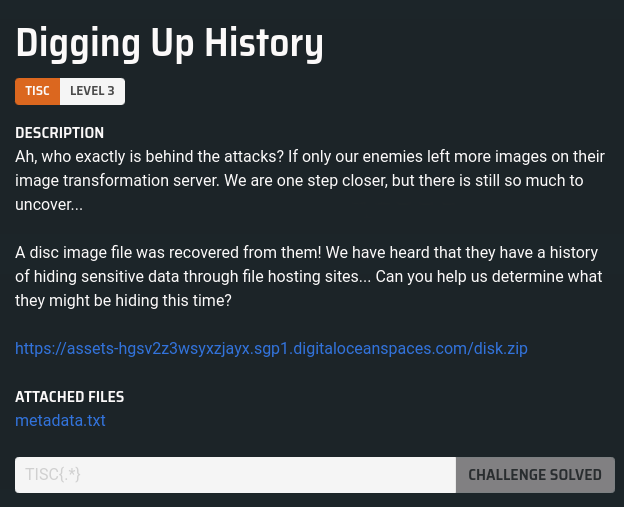 Digging Up History
TISC LEVEL 3
DESCRIPTION
Ah, who exactly is behind the attacks? If only our enemies left more images on their
image transformation server. We are one step closer, but there is still so much to
uncover...
A disc image file was recovered from them! We have heard that they have a history
of hiding sensitive data through file hosting sites... Can you help us determine what
they might be hiding this time?
https://assets-hgsv2z3wsyxzjayx.sgp1.digitaloceanspaces.com/disk.zip
ATTACHED FILES
metadata.txt
TISC{.*} CHALLENGE SOLVED